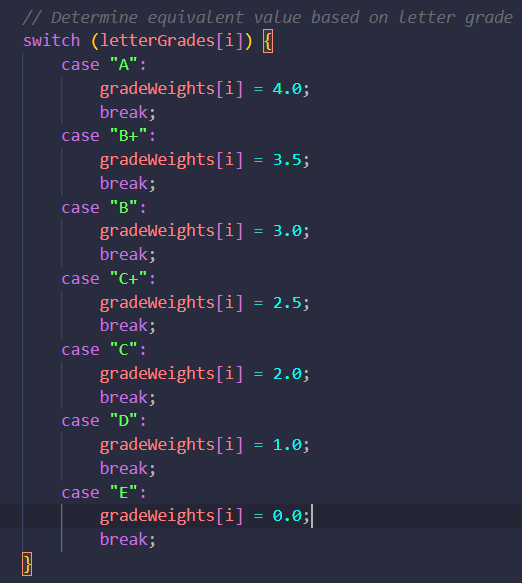 // Determine equivalent value based on letter grade
switch (letterGrades[i]) {
    case "A":
        gradeWeights[i] = 4.0;
        break;
    case "B+":
        gradeWeights[i] = 3.5;
        break;
    case "B":
        gradeWeights[i] = 3.0;
        break;
    case "C+":
        gradeWeights[i] = 2.5;
        break;
    case "C":
        gradeWeights[i] = 2.0;
        break;
    case "D":
        gradeWeights[i] = 1.0;
        break;
    case "E":
        gradeWeights[i] = 0.0;
        break;
}